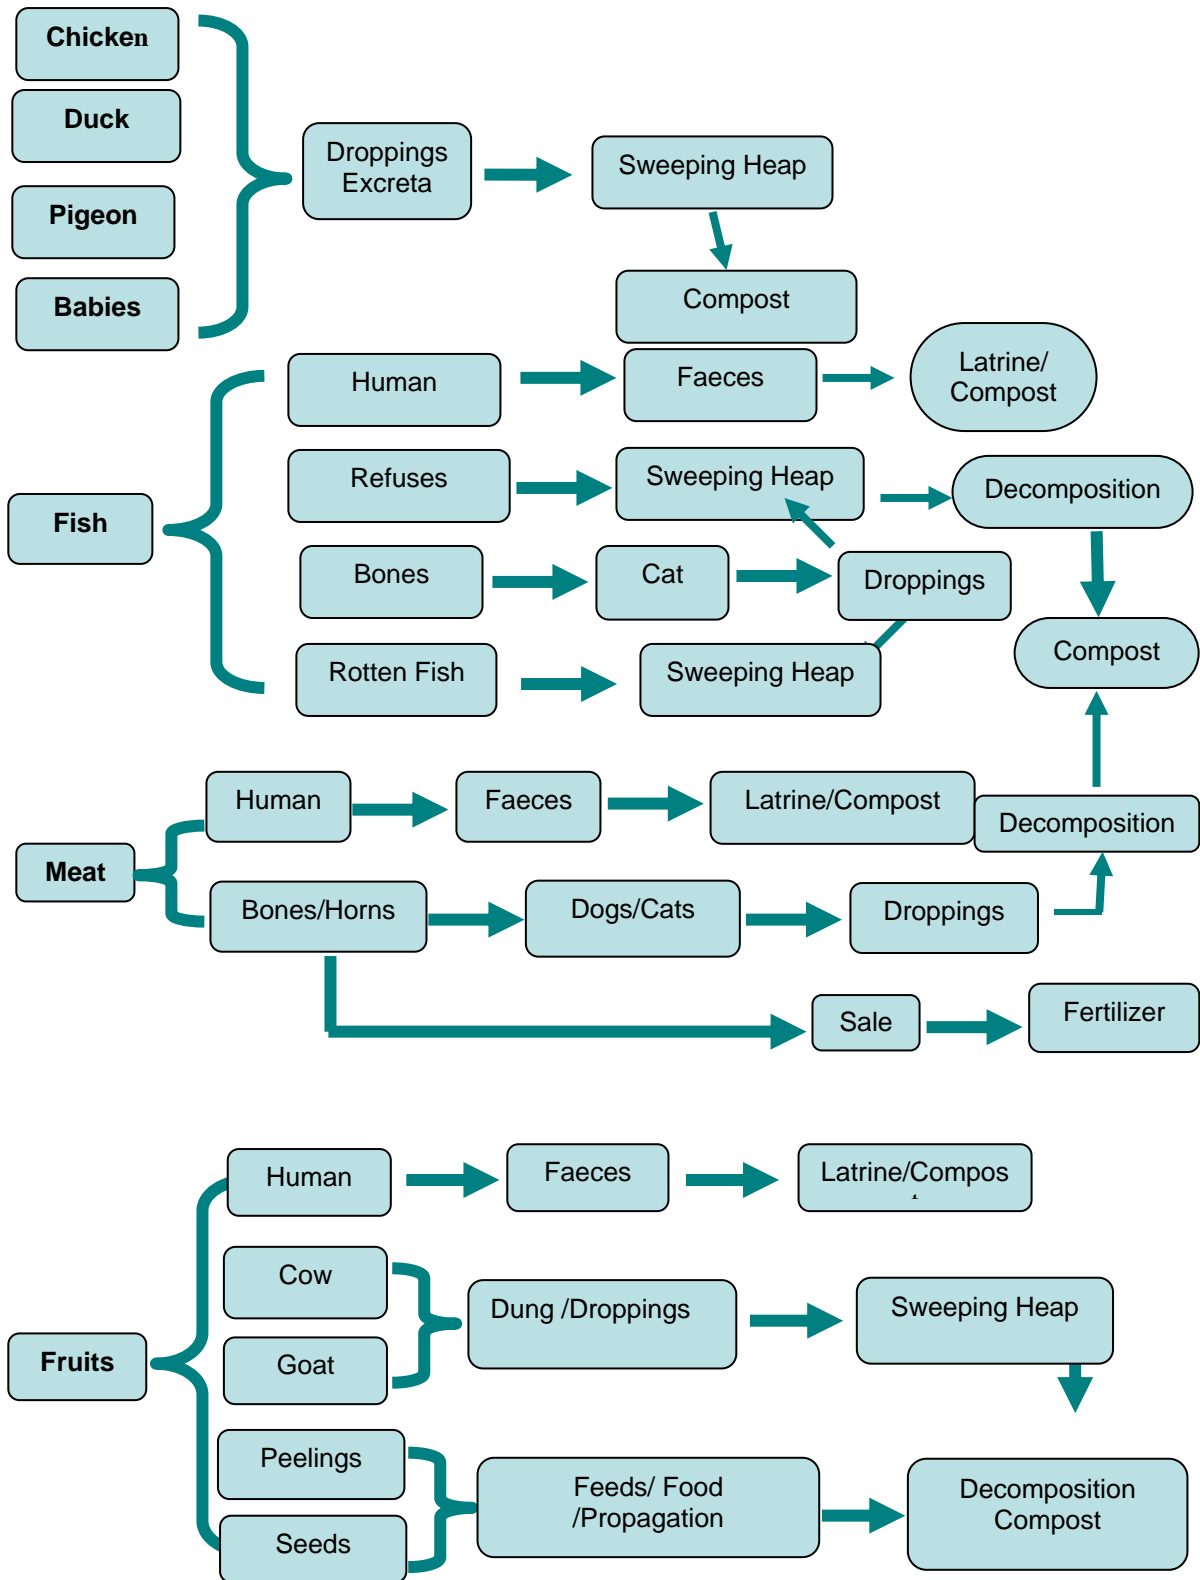 Chicken
Duck
Pigeon
Babies
Droppings
Excreta
Sweeping Heap
Compost
Human
Faeces
Latrine/
Compost
Fish
Refuses
Sweeping Heap
Decomposition
Bones
Cat
Droppings
Compost
Rotten Fish
Sweeping Heap
Meat
Human
Faeces
Latrine/Compost
Decomposition
Bones/Horns
Dogs/Cats
Droppings
Sale
Fertilizer
Fruits
Human
Faeces
Latrine/Compos
t
Cow
Goat
Dung /Droppings
Sweeping Heap
Peelings
Seeds
Feeds/ Food
/Propagation
Decomposition
Compost